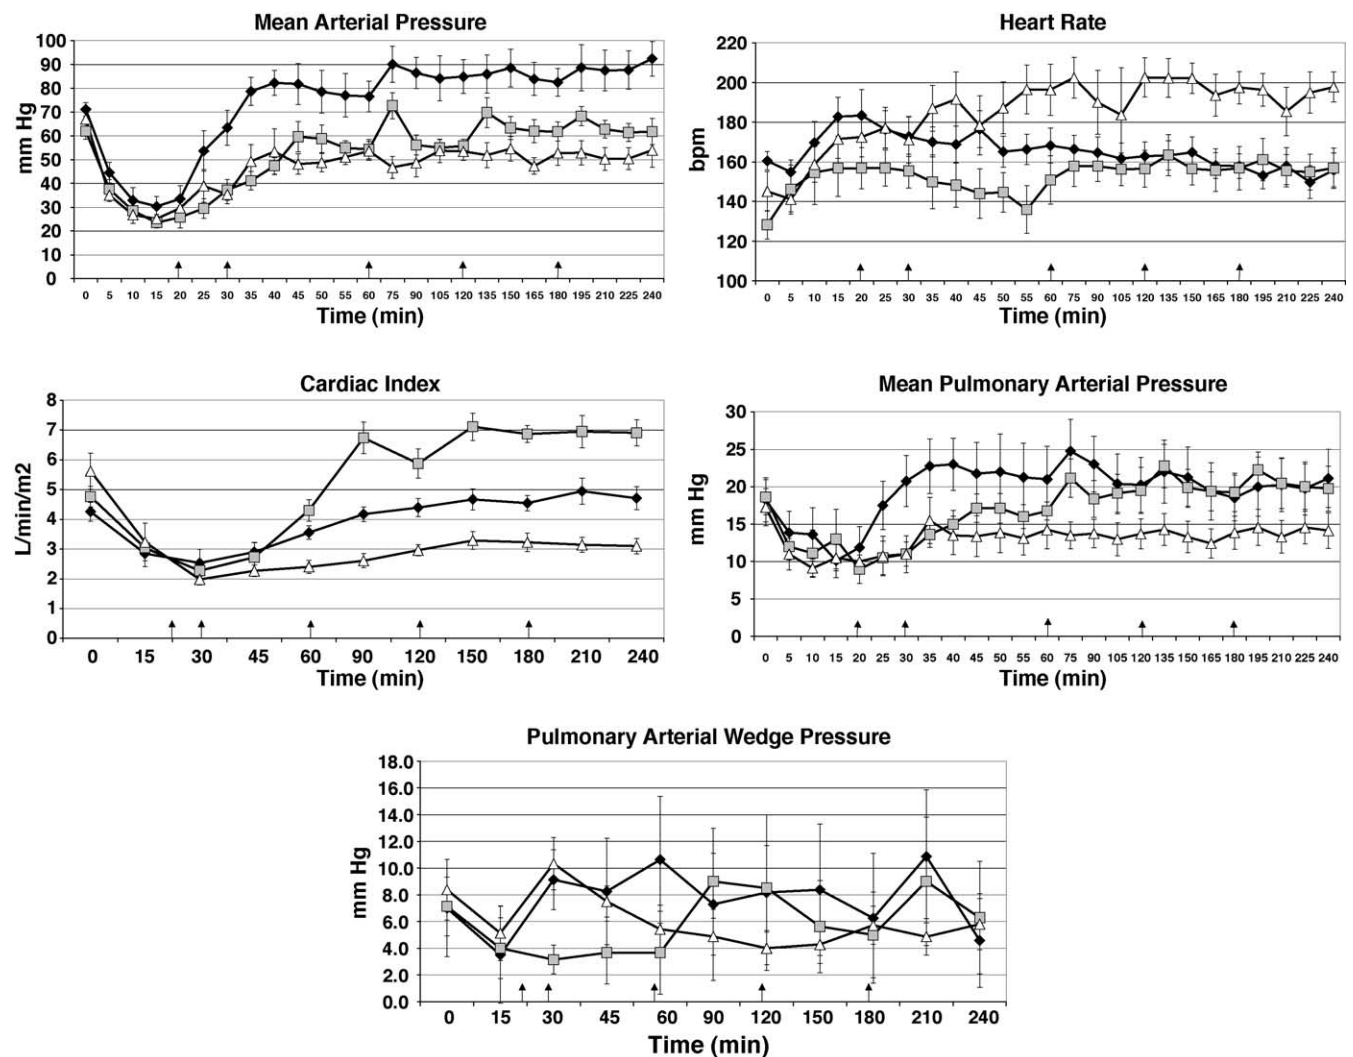 Mean Arterial Pressure
100
90
80
70
60
50
40
30
20
10
0
mm Hg
0 5 10 15 20 25 30 35 40 45 50 55 60 75 90 105 120 135 150 165 180 195 210 225 240
Time (min)
Heart Rate
220
200
180
160
140
120
100
bpm
0 5 10 15 20 25 30 35 40 45 50 55 60 75 90 105 120 135 150 165 180 195 210 225 240
Time (min)
Cardiac Index
8
7
6
5
4
3
2
1
0
L/min/m2
0 15 30 45 60 90 120 150 180 210 240
Time (min)
Mean Pulmonary Arterial Pressure
30
25
20
15
10
5
0
mm Hg
0 5 10 15 20 25 30 35 40 45 50 55 60 75 90 105 120 135 150 165 180 195 210 225 240
Time (min)
Pulmonary Arterial Wedge Pressure
18.0
16.0
14.0
12.0
10.0
8.0
6.0
4.0
2.0
0.0
mm Hg
0 15 30 45 60 90 120 150 180 210 240
Time (min)